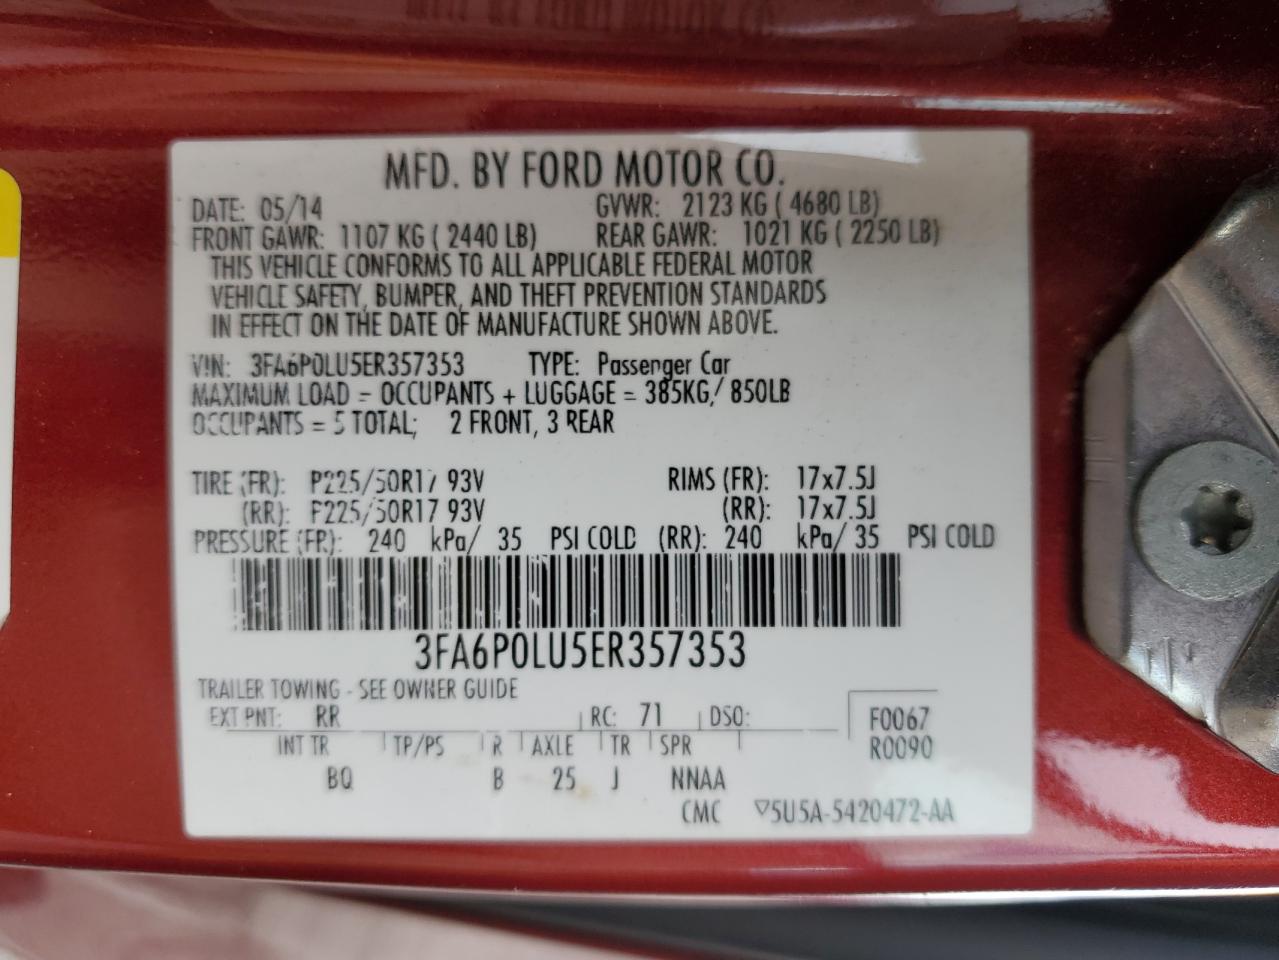 MFD. BY FORD MOTOR CO.
DATE: 05/14 GVWR: 2123 KG ( 4680 LB)
FRONT GAWR: 1107 KG ( 2440 LB) REAR GAWR: 1021 KG ( 2250 LB)
THIS VEHICLE CONFORMS TO ALL APPLICABLE FEDERAL MOTOR
VEHICLE SAFETY, BUMPER, AND THEFT PREVENTION STANDARDS
IN EFFECT ON THE DATE OF MANUFACTURE SHOWN ABOVE.
VIN: 3FA6P0LU5ER357353 TYPE: Passenger Car
MAXIMUM LOAD = OCCUPANTS + LUGGAGE = 385KG/ 850LB
OCCUPANTS = 5 TOTAL; 2 FRONT, 3 REAR
TIRE (FR): P225/50R17 93V RIMS (FR): 17x7.5J
(RR): P225/50R17 93V (RR): 17x7.5J
PRESSURE (FR): 240 kPa/ 35 PSI COLD (RR): 240 kPa/ 35 PSI COLD
3FA6P0LU5ER357353
TRAILER TOWING - SEE OWNER GUIDE
EXT PNT: RR RC: 71 DSO: F0067
INT TR TP/PS R AXLE TR SPR R0090
BQ B 25 J NNAA
CMC ▽5U5A-5420472-AA